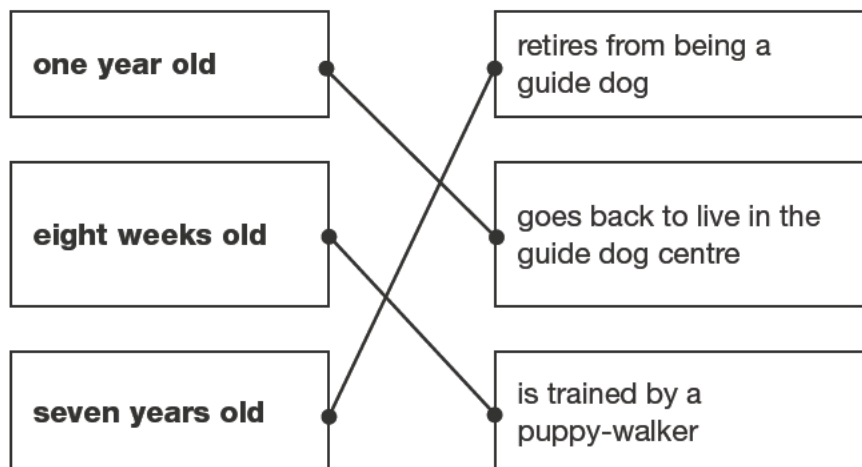 one year old
retires from being a
guide dog
eight weeks old
goes back to live in the
guide dog centre
seven years old
is trained by a
puppy-walker